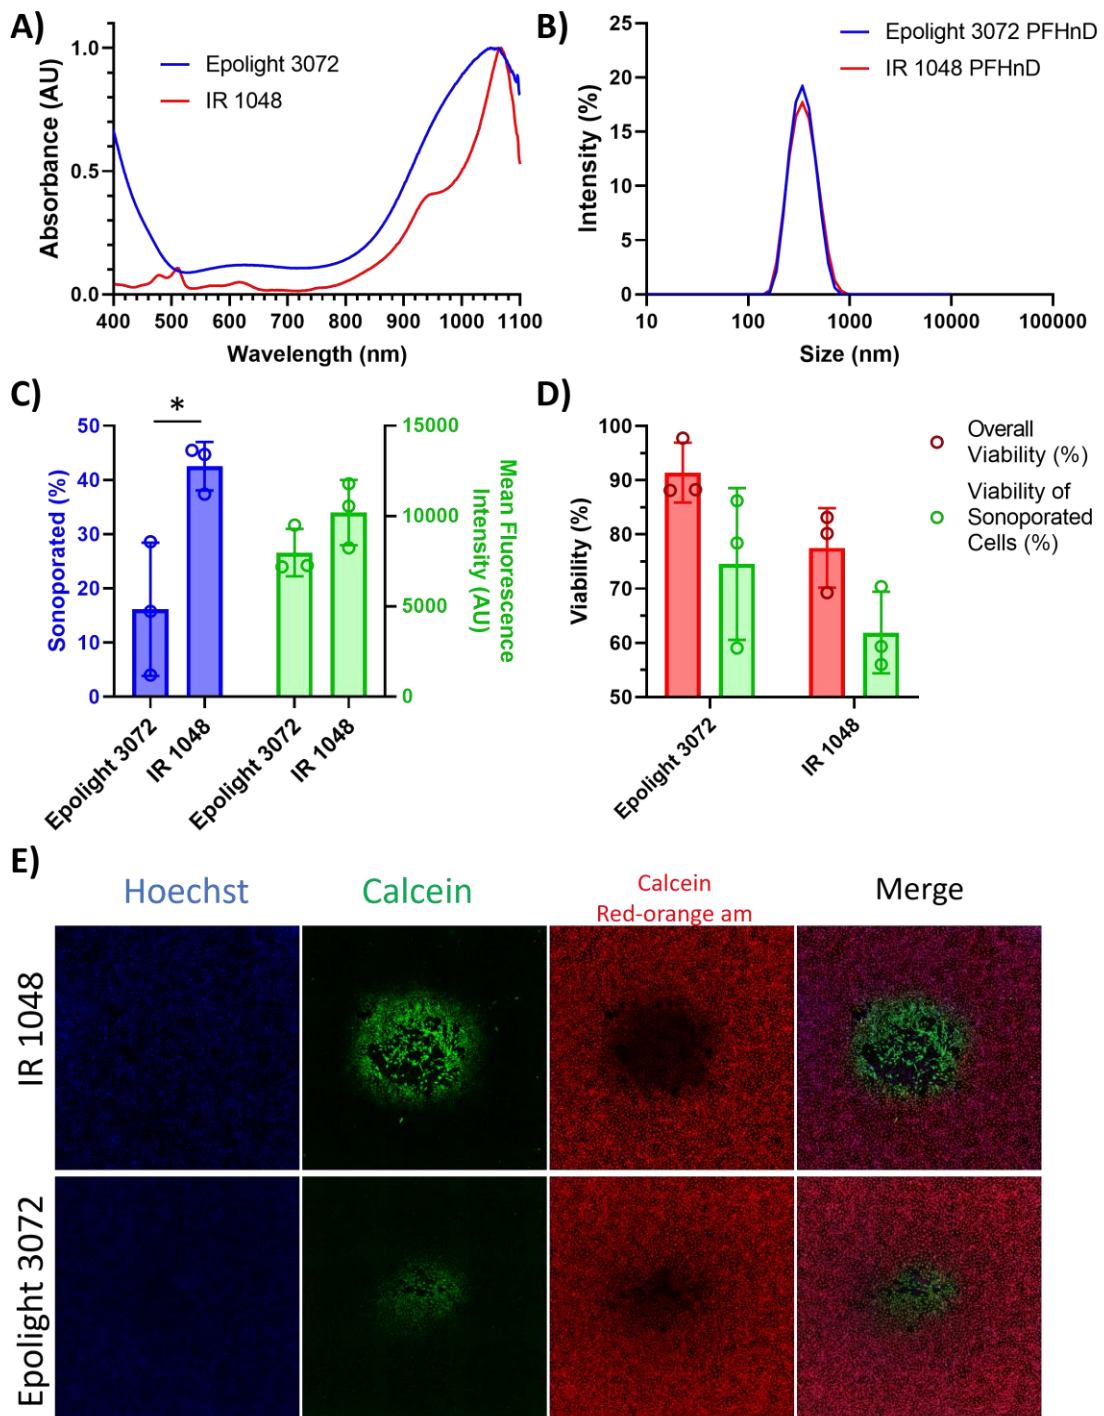 A)
Absorbance (AU)
1.0
0.5
0.0
Epolight 3072
IR 1048
400 500 600 700 800 900 1000 1100
Wavelength (nm)
B)
Intensity (%)
25
20
15
10
5
0
Epolight 3072 PFHnD
IR 1048 PFHnD
10 100 1000 10000 100000
Size (nm)
C)
*
Sonoporated (%)
50
40
30
20
10
0
15000
10000
5000
0
Mean Fluorescence
Intensity (AU)
Epolight 3072
IR 1048
Epolight 3072
IR 1048
D)
Viability (%)
100
90
80
70
60
50
Overall
Viability (%)
Viability of
Sonoporated
Cells (%)
Epolight 3072
IR 1048
E)
Hoechst
Calcein
Calcein
Red-orange am
Merge
IR 1048
Epolight 3072